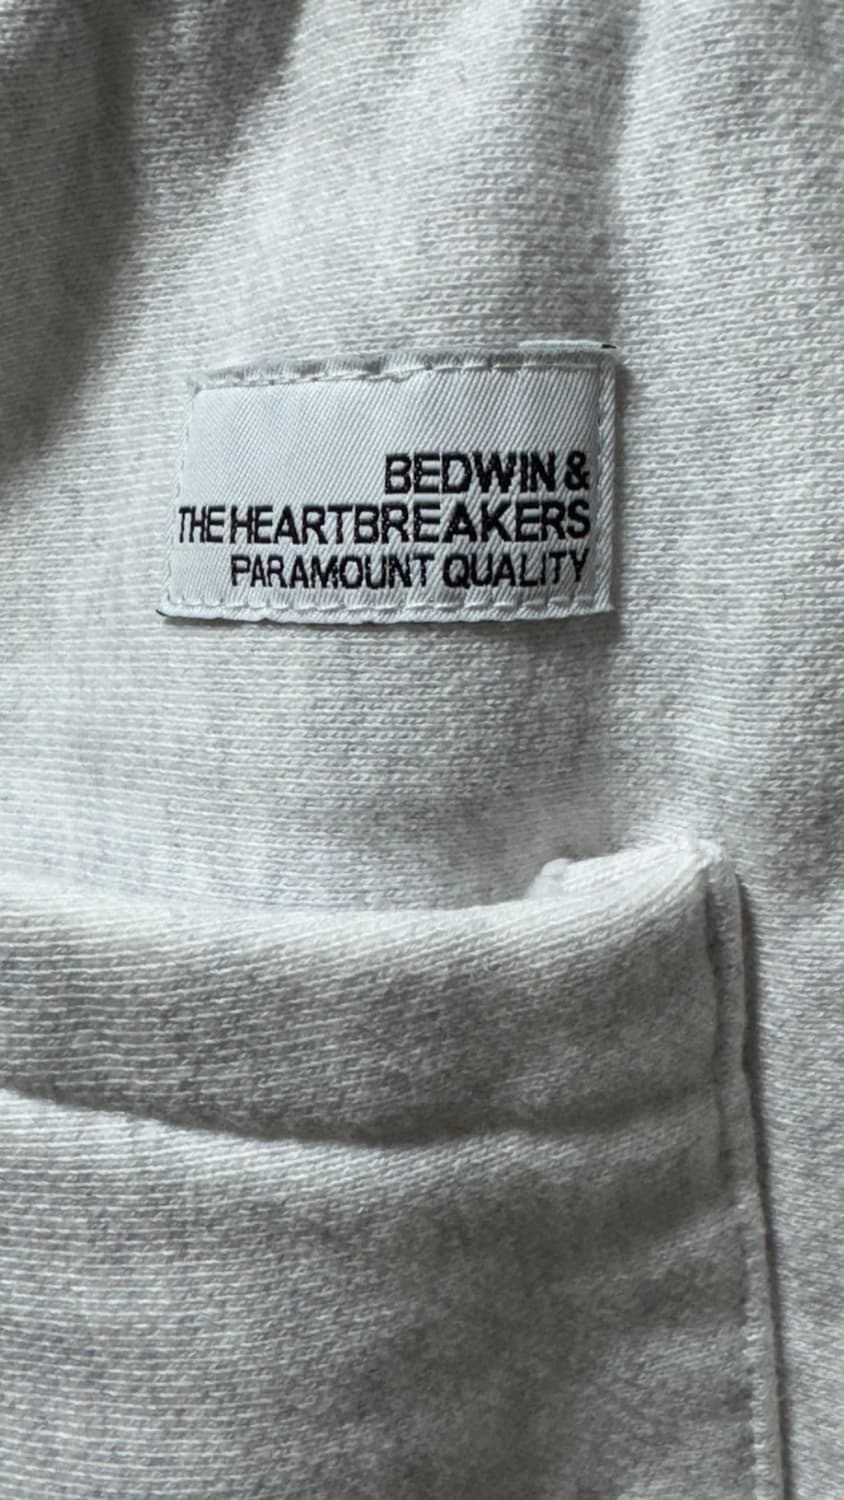 BEDWIN &
THE HEARTBREAKERS
PARAMOUNT QUALITY